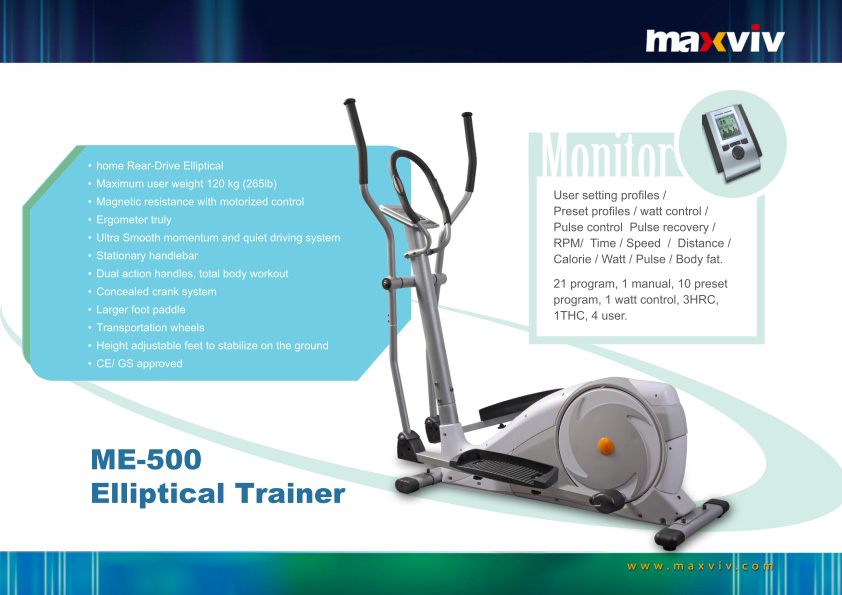 maxviv
• home Rear-Drive Elliptical
• Maximum user weight 120 kg (265lb)
• Magnetic resistance with motorized control
• Ergometer truly
• Ultra Smooth momentum and quiet driving system
• Stationary handlebar
• Dual action handles, total body workout
• Concealed crank system
• Larger foot paddle
• Transportation wheels
• Height adjustable feet to stabilize on the ground
• CE/ GS approved
Monitor
User setting profiles /
Preset profiles / watt control /
Pulse control Pulse recovery /
RPM/ Time / Speed / Distance /
Calorie / Watt / Pulse / Body fat.
21 program, 1 manual, 10 preset
program, 1 watt control, 3HRC,
1THC, 4 user.
ME-500
Elliptical Trainer
www.maxviv.com